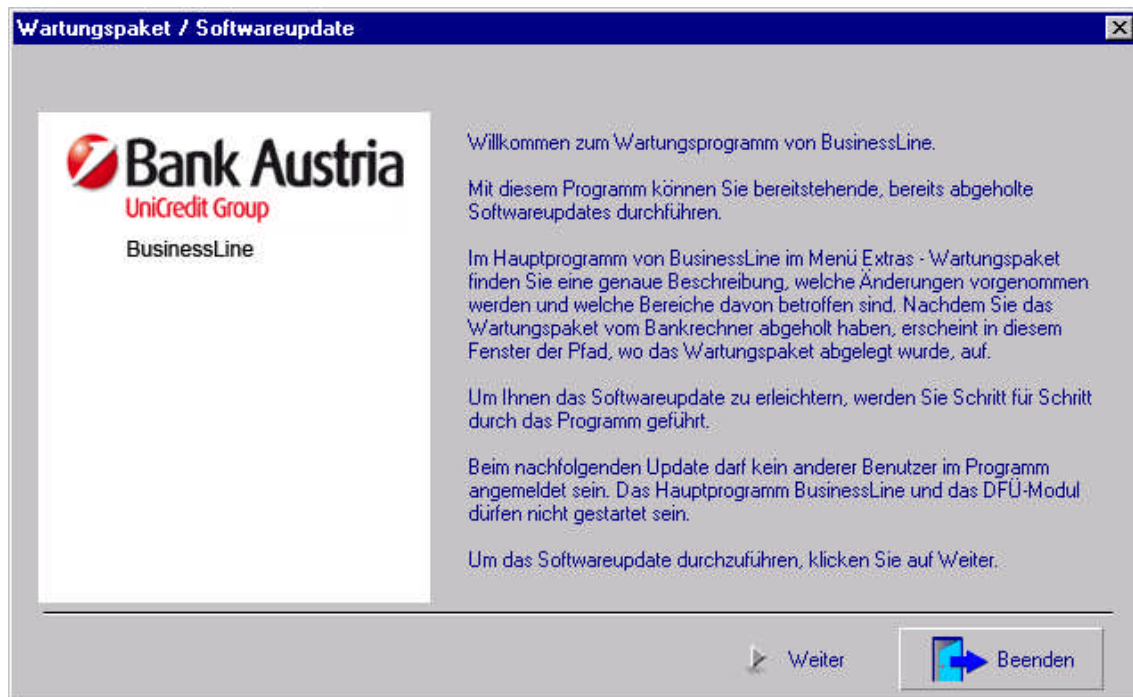 Wartungspaket / Softwareupdate
Bank Austria
UniCredit Group
BusinessLine
Willkommen zum Wartungsprogramm von BusinessLine.
Mit diesem Programm können Sie bereitstehende, bereits abgeholte
Softwareupdates durchführen.
Im Hauptprogramm von BusinessLine im Menü Extras - Wartungspaket
finden Sie eine genaue Beschreibung, welche Änderungen vorgenommen
werden und welche Bereiche davon betroffen sind. Nachdem Sie das
Wartungspaket vom Bankrechner abgeholt haben, erscheint in diesem
Fenster der Pfad, wo das Wartungspaket abgelegt wurde, auf.
Um Ihnen das Softwareupdate zu erleichtern, werden Sie Schritt für Schritt
durch das Programm geführt.
Beim nachfolgenden Update darf kein anderer Benutzer im Programm
angemeldet sein. Das Hauptprogramm BusinessLine und das DFÜ-Modul
dürfen nicht gestartet sein.
Um das Softwareupdate durchzuführen, klicken Sie auf Weiter.
Weiter
Beenden